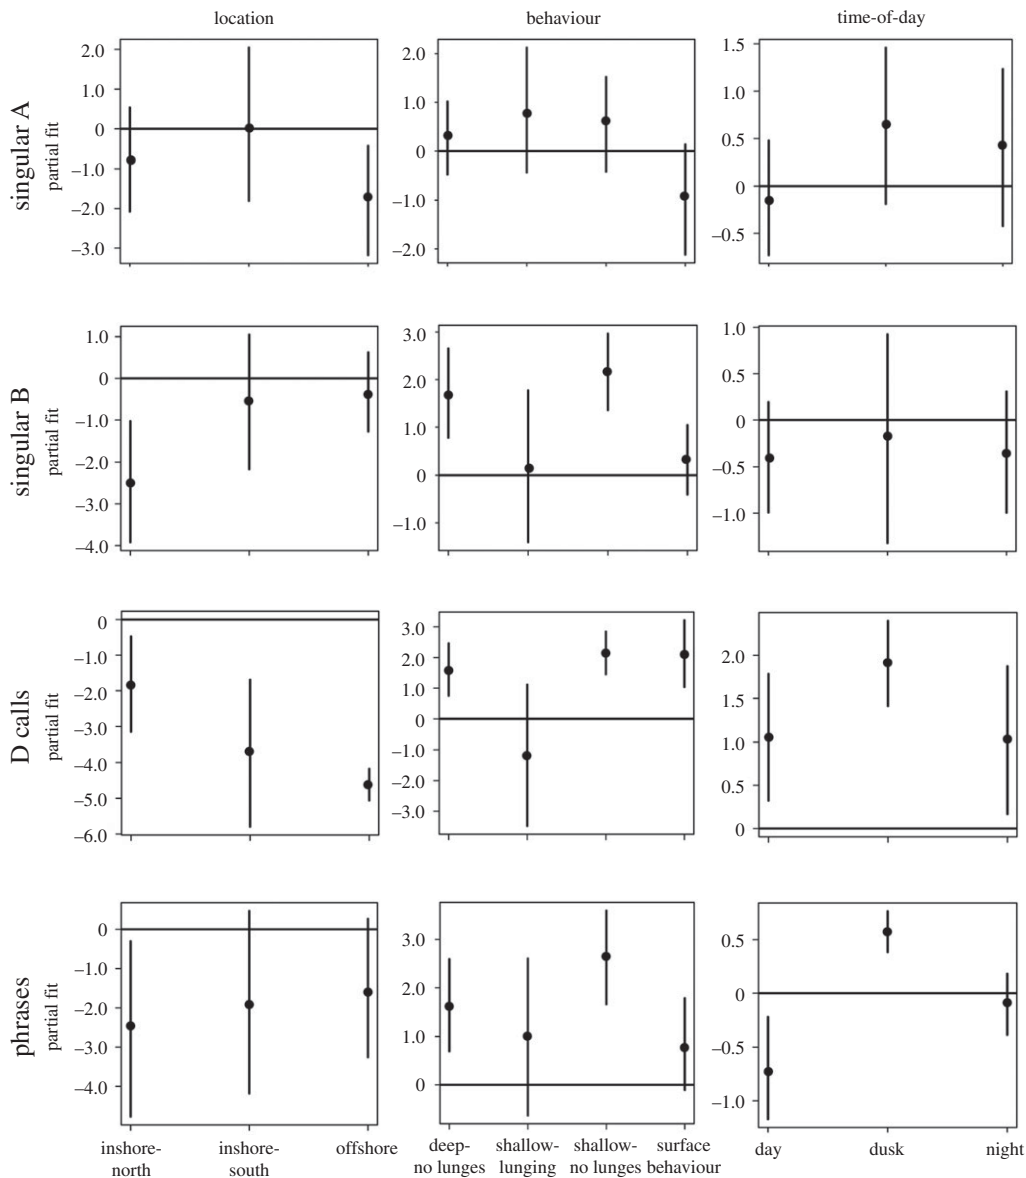 location behaviour time-of-day
singular A
partial fit
2.0
1.0
0
–1.0
–2.0
–3.0
2.0
1.0
0
–1.0
–2.0
1.5
1.0
0.5
0
–0.5
singular B
partial fit
1.0
0
–1.0
–2.0
–3.0
–4.0
3.0
2.0
1.0
0
–1.0
1.0
0.5
0
–0.5
–1.0
D calls
partial fit
0
–1.0
–2.0
–3.0
–4.0
–5.0
–6.0
3.0
2.0
1.0
0
–1.0
–2.0
–3.0
2.0
1.5
1.0
0.5
0
phrases
partial fit
0
–1.0
–2.0
–3.0
–4.0
3.0
2.0
1.0
0
0.5
0
–0.5
–1.0
inshore-
north
inshore-
south
offshore
deep-
no lunges
shallow-
lunging
shallow-
no lunges
surface
behaviour
day
dusk
night